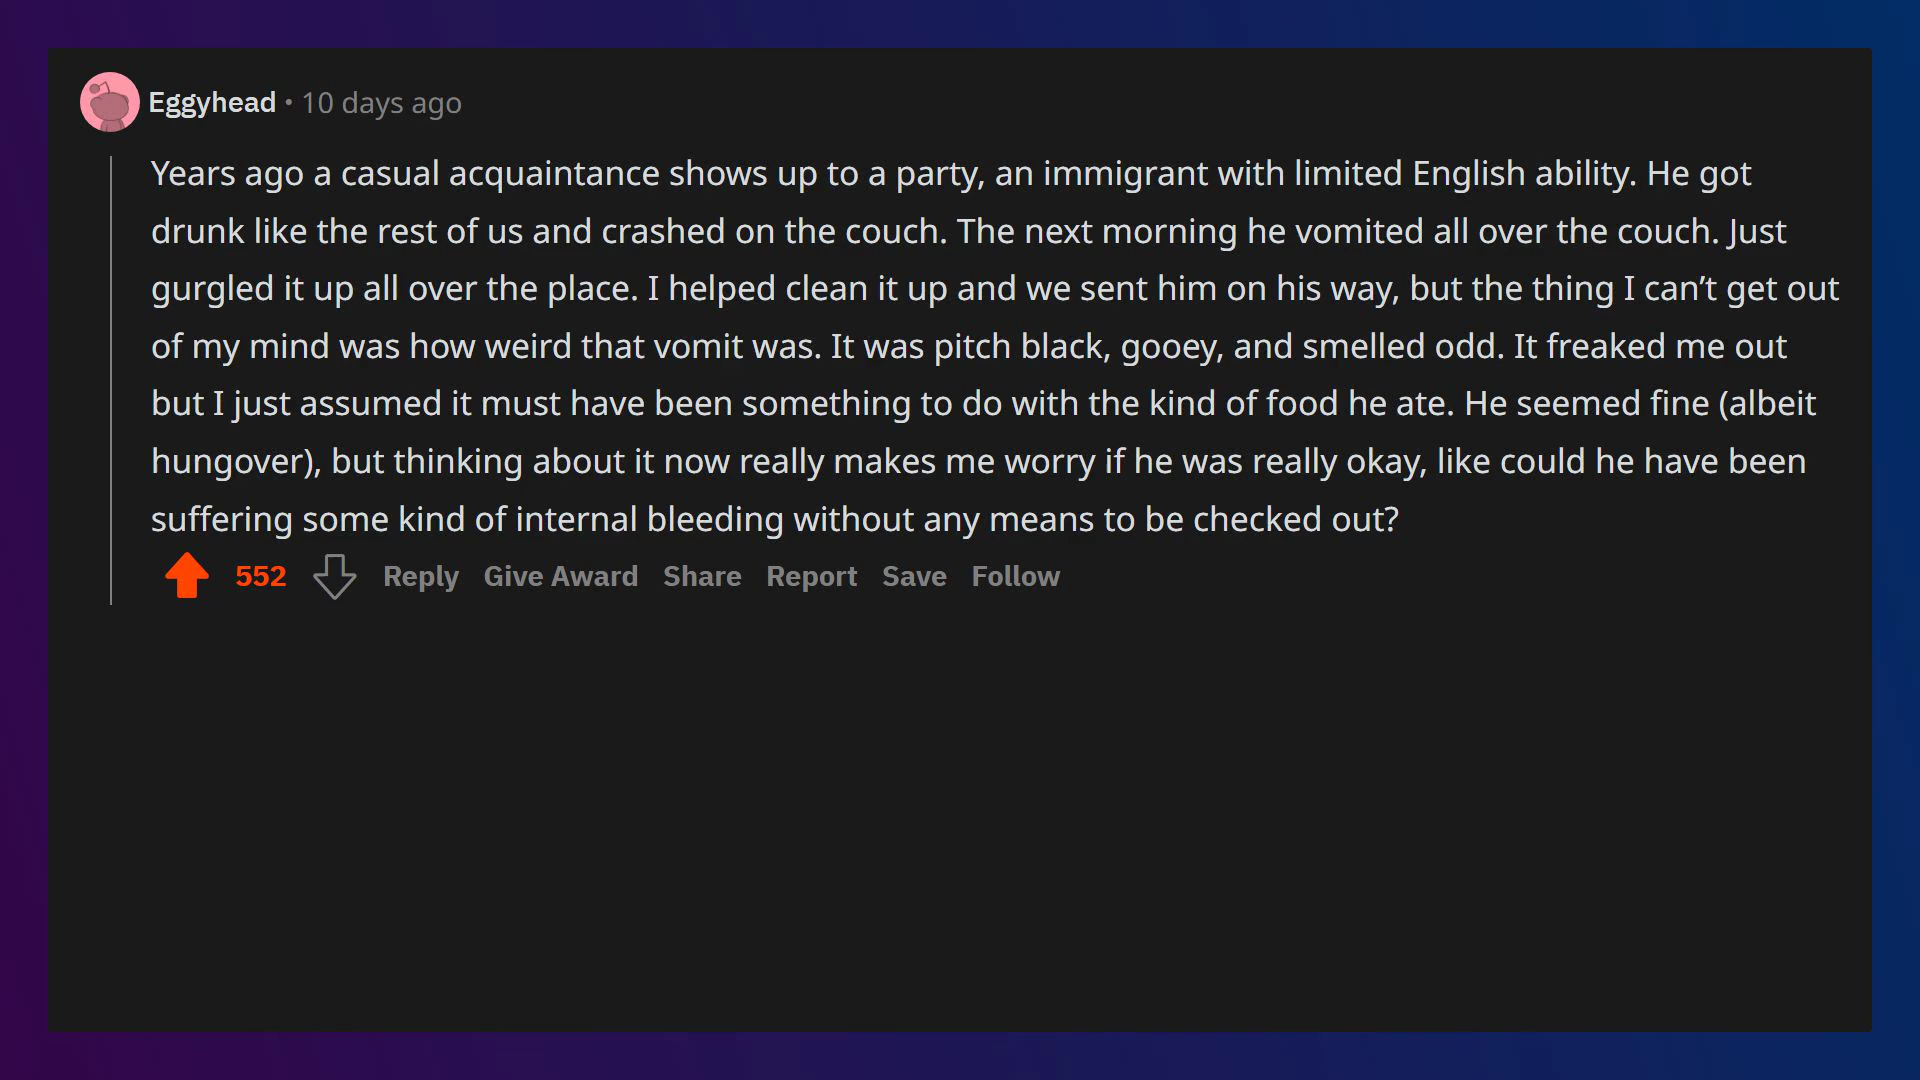 Eggyhead • 10 days ago
Years ago a casual acquaintance shows up to a party, an immigrant with limited English ability. He got
drunk like the rest of us and crashed on the couch. The next morning he vomited all over the couch. Just
gurgled it up all over the place. I helped clean it up and we sent him on his way, but the thing I can’t get out
of my mind was how weird that vomit was. It was pitch black, gooey, and smelled odd. It freaked me out
but I just assumed it must have been something to do with the kind of food he ate. He seemed fine (albeit
hungover), but thinking about it now really makes me worry if he was really okay, like could he have been
suffering some kind of internal bleeding without any means to be checked out?
552 Reply Give Award Share Report Save Follow